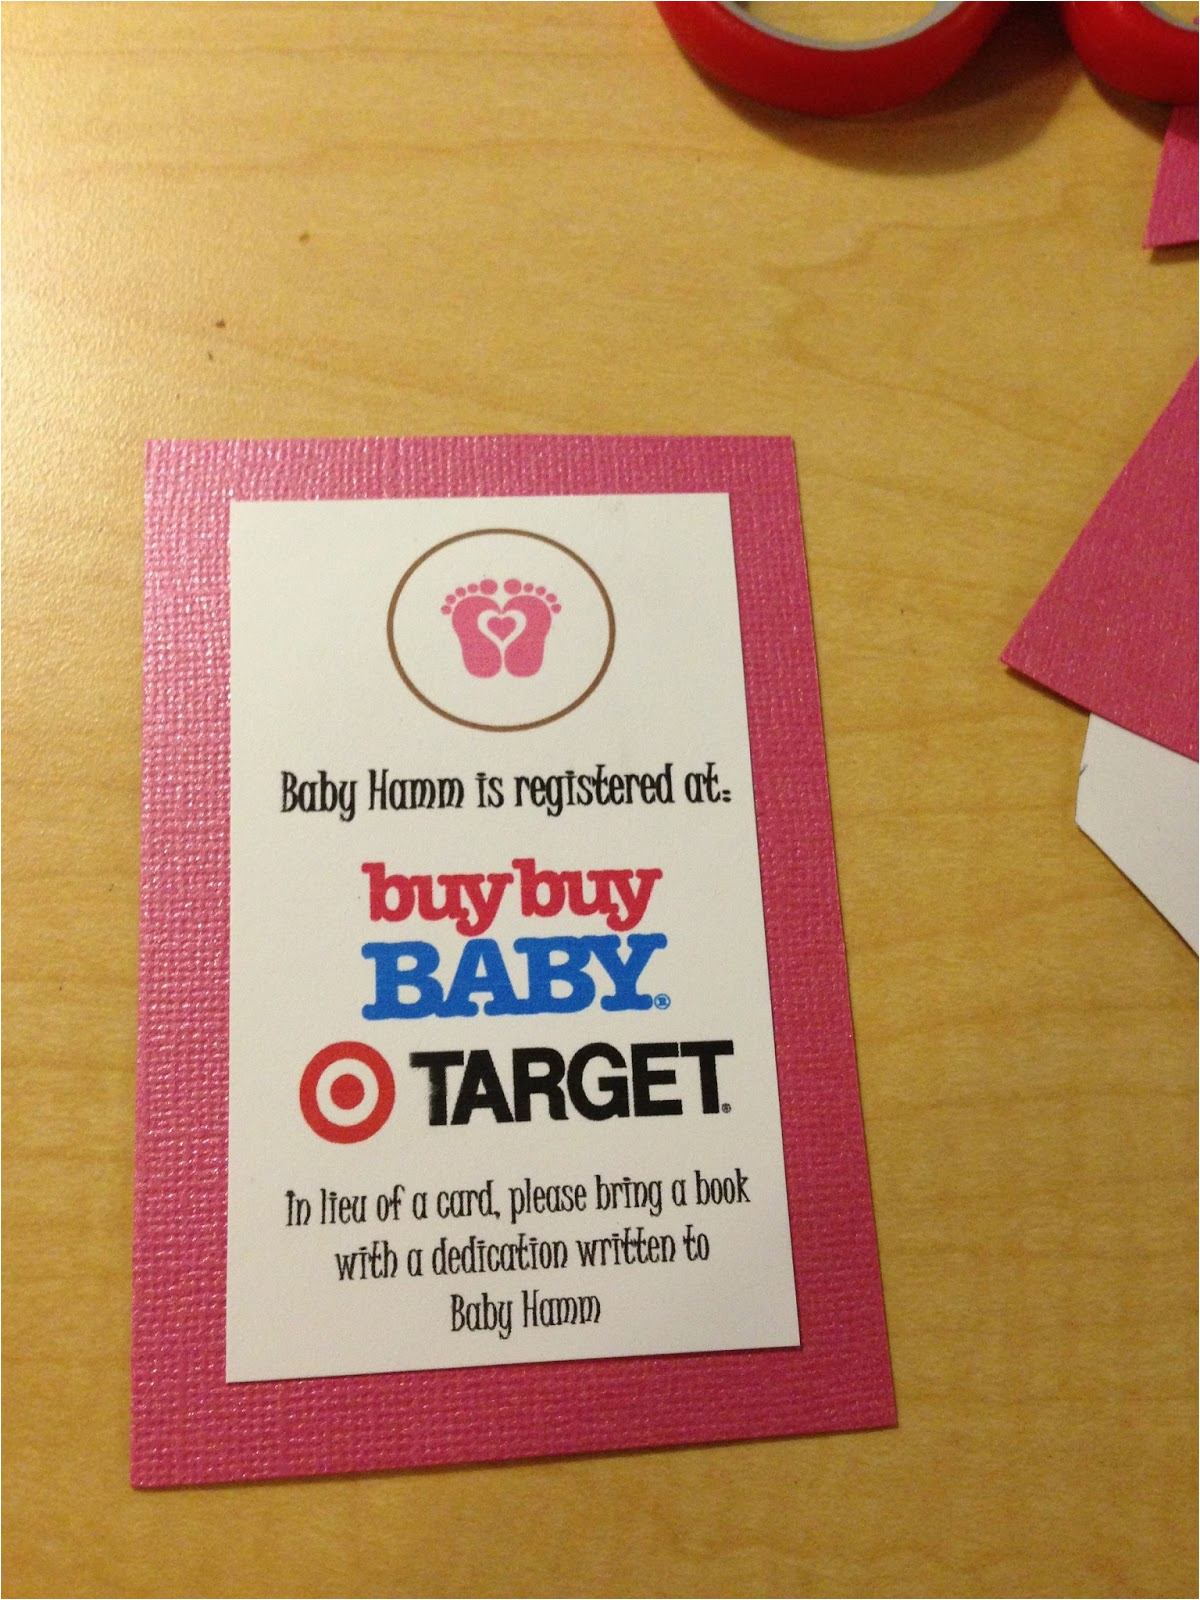 Baby Hamm is registered at:
buy buy
BABY®
TARGET®
In lieu of a card, please bring a book
with a dedication written to
Baby Hamm